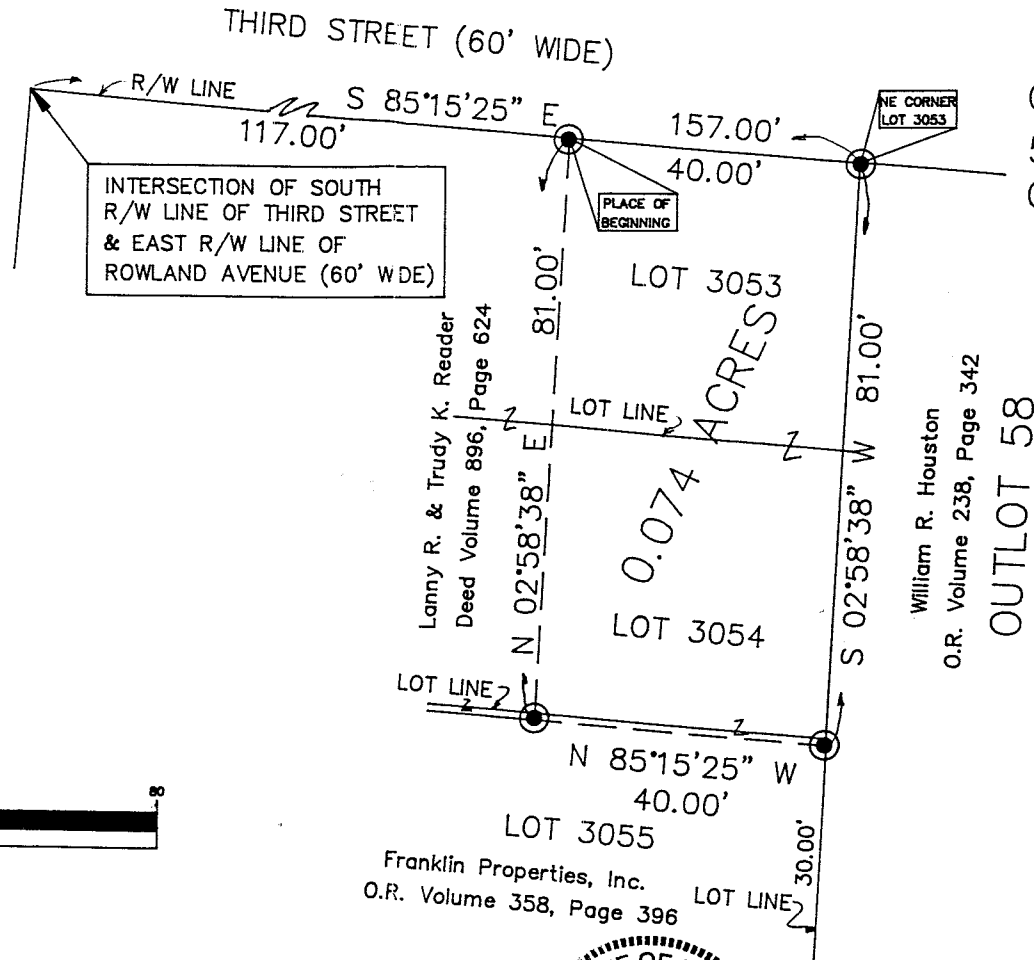 THIRD STREET (60' WIDE)
R/W LINE
S 85°15'25" E
117.00'
157.00'
40.00'
NE CORNER
LOT 3053
INTERSECTION OF SOUTH
R/W LINE OF THIRD STREET
& EAST R/W LINE OF
ROWLAND AVENUE (60' W DE)
PLACE OF
BEGINNING
LOT 3053
81.00'
N 02°58'38" E
Lanny R. & Trudy K. Reader
Deed Volume 896, Page 624
LOT LINE
0.074 ACRES
81.00'
S 02°58'38" W
William R. Houston
O.R. Volume 238, Page 342
OUTLOT 58
LOT 3054
LOT LINE
N 85°15'25" W
40.00'
80
LOT 3055
Franklin Properties, Inc.
O.R. Volume 358, Page 396
LOT LINE
30.00'